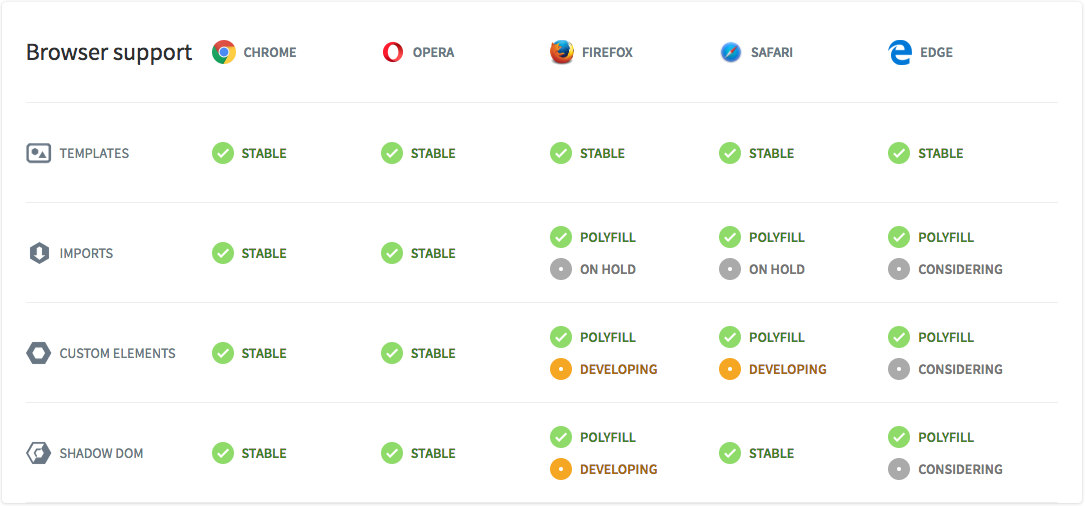 Browser support CHROME OPERA FIREFOX SAFARI EDGE
TEMPLATES STABLE STABLE STABLE STABLE STABLE
IMPORTS STABLE STABLE POLYFILL POLYFILL POLYFILL
ON HOLD ON HOLD CONSIDERING
CUSTOM ELEMENTS STABLE STABLE POLYFILL POLYFILL POLYFILL
DEVELOPING DEVELOPING CONSIDERING
SHADOW DOM STABLE STABLE POLYFILL STABLE POLYFILL
DEVELOPING CONSIDERING